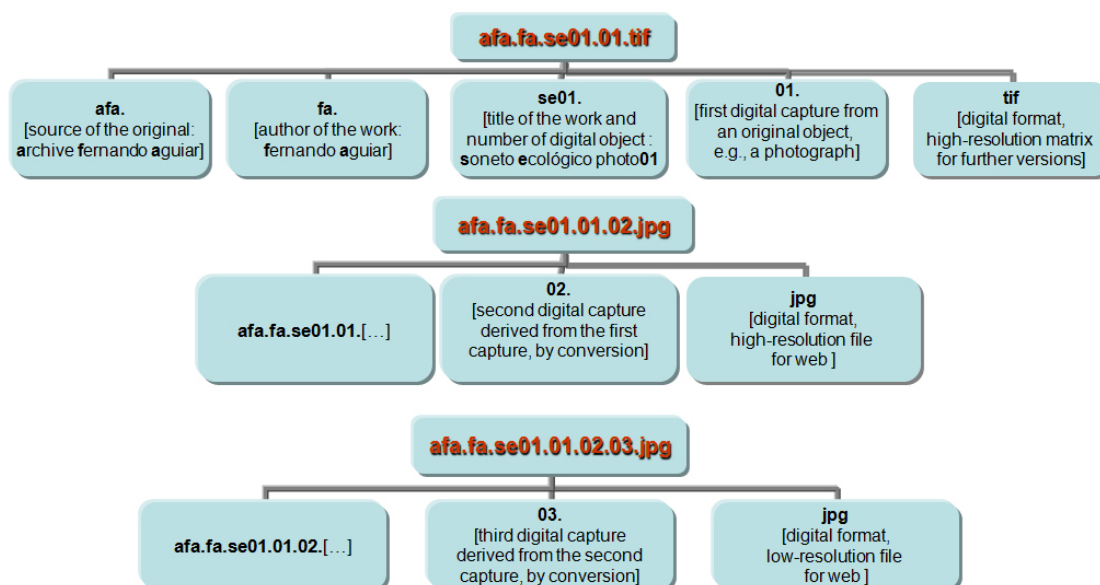 afa.fa.se01.01.tif
afa.
[source of the original:
archive fernando aguiar]
fa.
[author of the work:
fernando aguiar]
se01.
[title of the work and
number of digital object :
soneto ecológico photo01
01.
[first digital capture from
an original object,
e.g., a photograph]
tif
[digital format,
high-resolution matrix
for further versions]
afa.fa.se01.01.02.jpg
afa.fa.se01.01.[…]
02.
[second digital capture
derived from the first
capture, by conversion]
jpg
[digital format,
high-resolution file
for web ]
afa.fa.se01.01.02.03.jpg
afa.fa.se01.01.02.[…]
03.
[third digital capture
derived from the second
capture, by conversion]
jpg
[digital format,
low-resolution file
for web ]